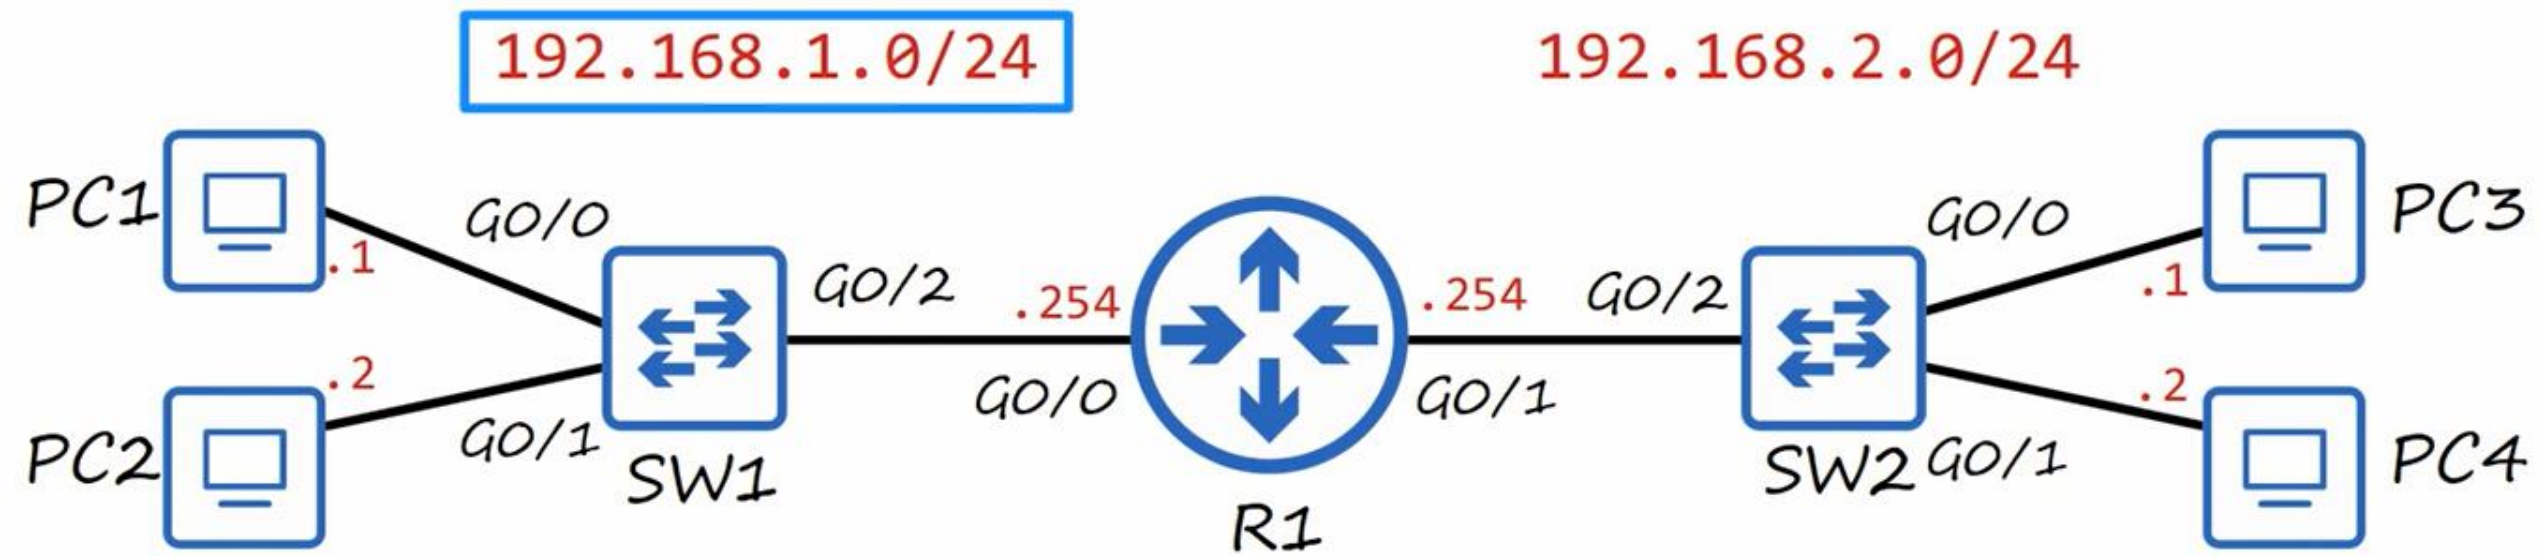 192.168.1.0/24
192.168.2.0/24
PC1
.1
G0/0
PC2
.2
G0/1
SW1
G0/2
.254
G0/0
R1
.254
G0/1
G0/2
SW2
G0/0
.1
PC3
G0/1
.2
PC4